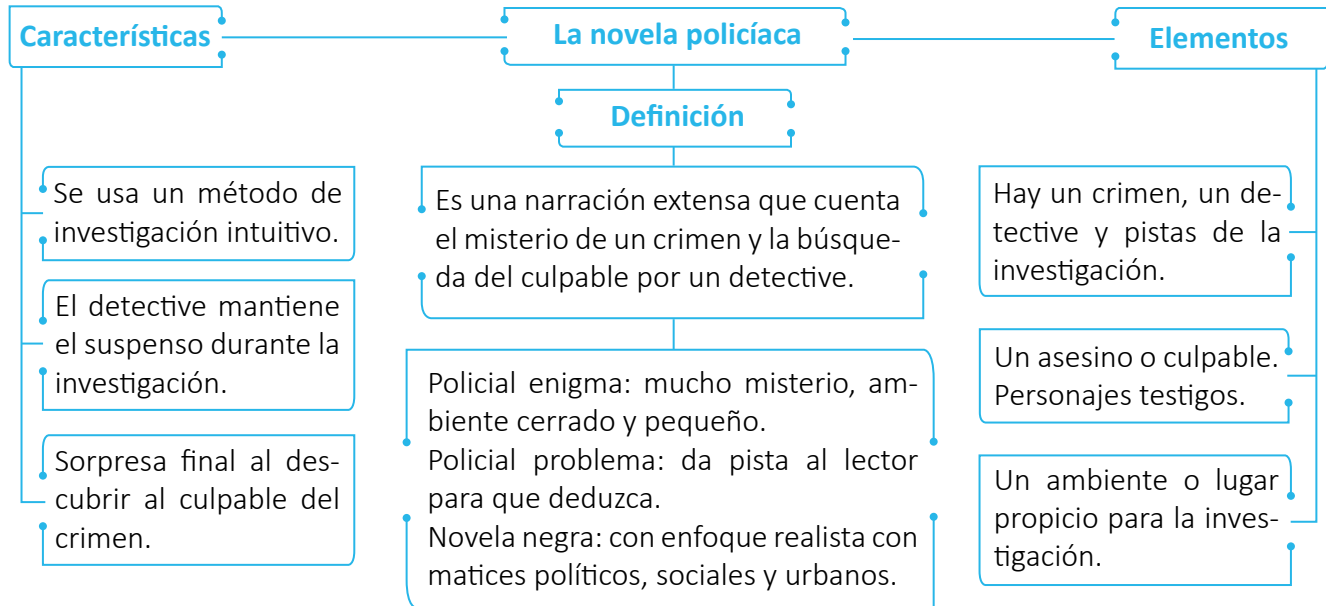 Características
La novela policíaca
Elementos
Definición
Se usa un método de
investigación intuitivo.
El detective mantiene
el suspenso durante la
investigación.
Sorpresa final al des-
cubrir al culpable del
crimen.
Es una narración extensa que cuenta
el misterio de un crimen y la búsque-
da del culpable por un detective.
Policial enigma: mucho misterio, am-
biente cerrado y pequeño.
Policial problema: da pista al lector
para que deduzca.
Novela negra: con enfoque realista con
matices políticos, sociales y urbanos.
Hay un crimen, un de-
tective y pistas de la
investigación.
Un asesino o culpable.
Personajes testigos.
Un ambiente o lugar
propicio para la inves-
tigación.